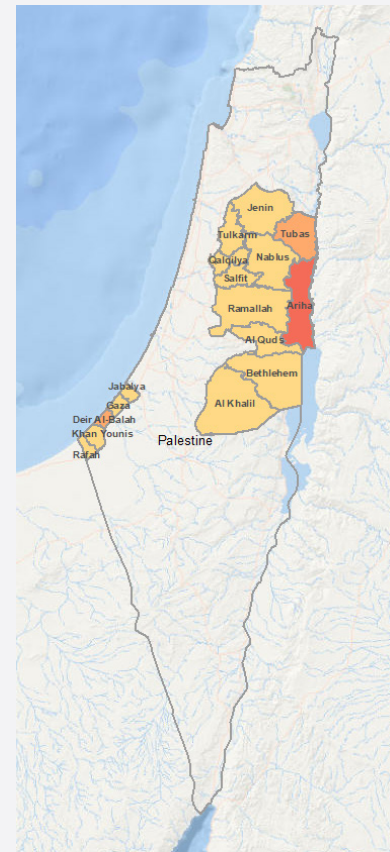 Jenin
Tulkarm
Tubas
Qalqilya
Nablus
Salfit
Ramallah
Ariha
Al Quds
Bethlehem
Jabalya
Al Khalil
Gaza
Deir Al-Balah
Khan Younis
Palestine
Rafah